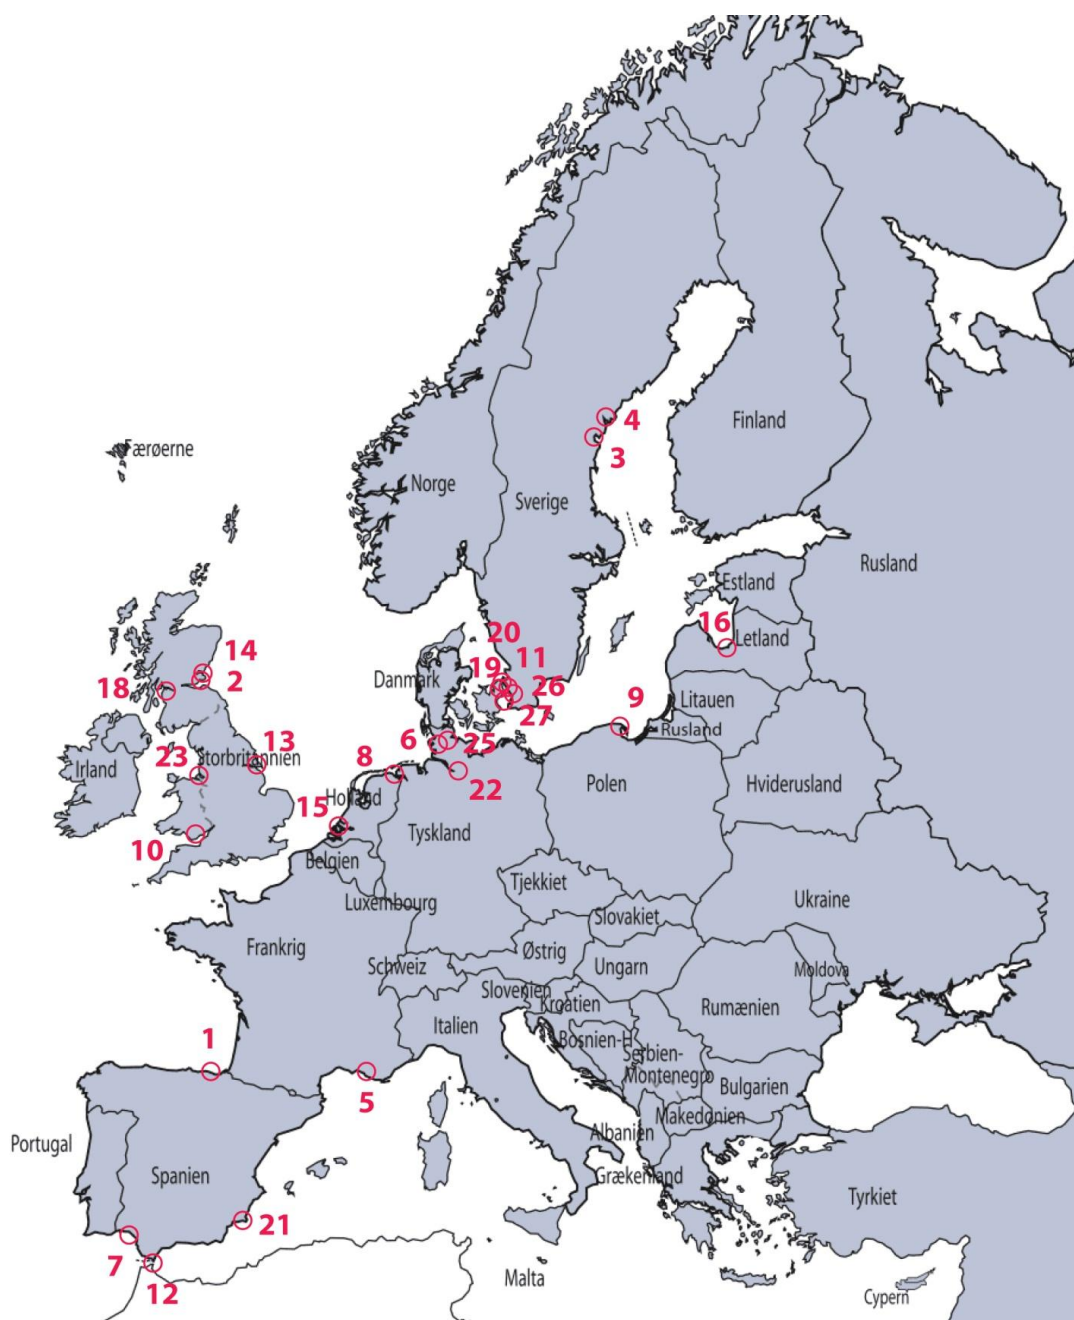 4
Finland
Færøerne
3
Norge
Sverige
Rusland
Estland
20
16
Letland
14
11
Danmark
19
2
18
26
Litauen
9
27
Rusland
13
6
25
Storbritannien
8
Irland
23
22
Polen
Hviderusland
Holland
15
Tyskland
10
Belgien
Tjekkiet
Luxembourg
Ukraine
Slovakiet
Frankrig
Østrig
Schweiz
Ungarn
Moldova
Slovenien
Kroatien
Rumænien
Italien
1
Bosnien-H
Serbien-
Montenegro
Bulgarien
5
Makedonien
Albanien
Portugal
Spanien
Grækenland
Tyrkiet
21
7
Malta
12
Cypern